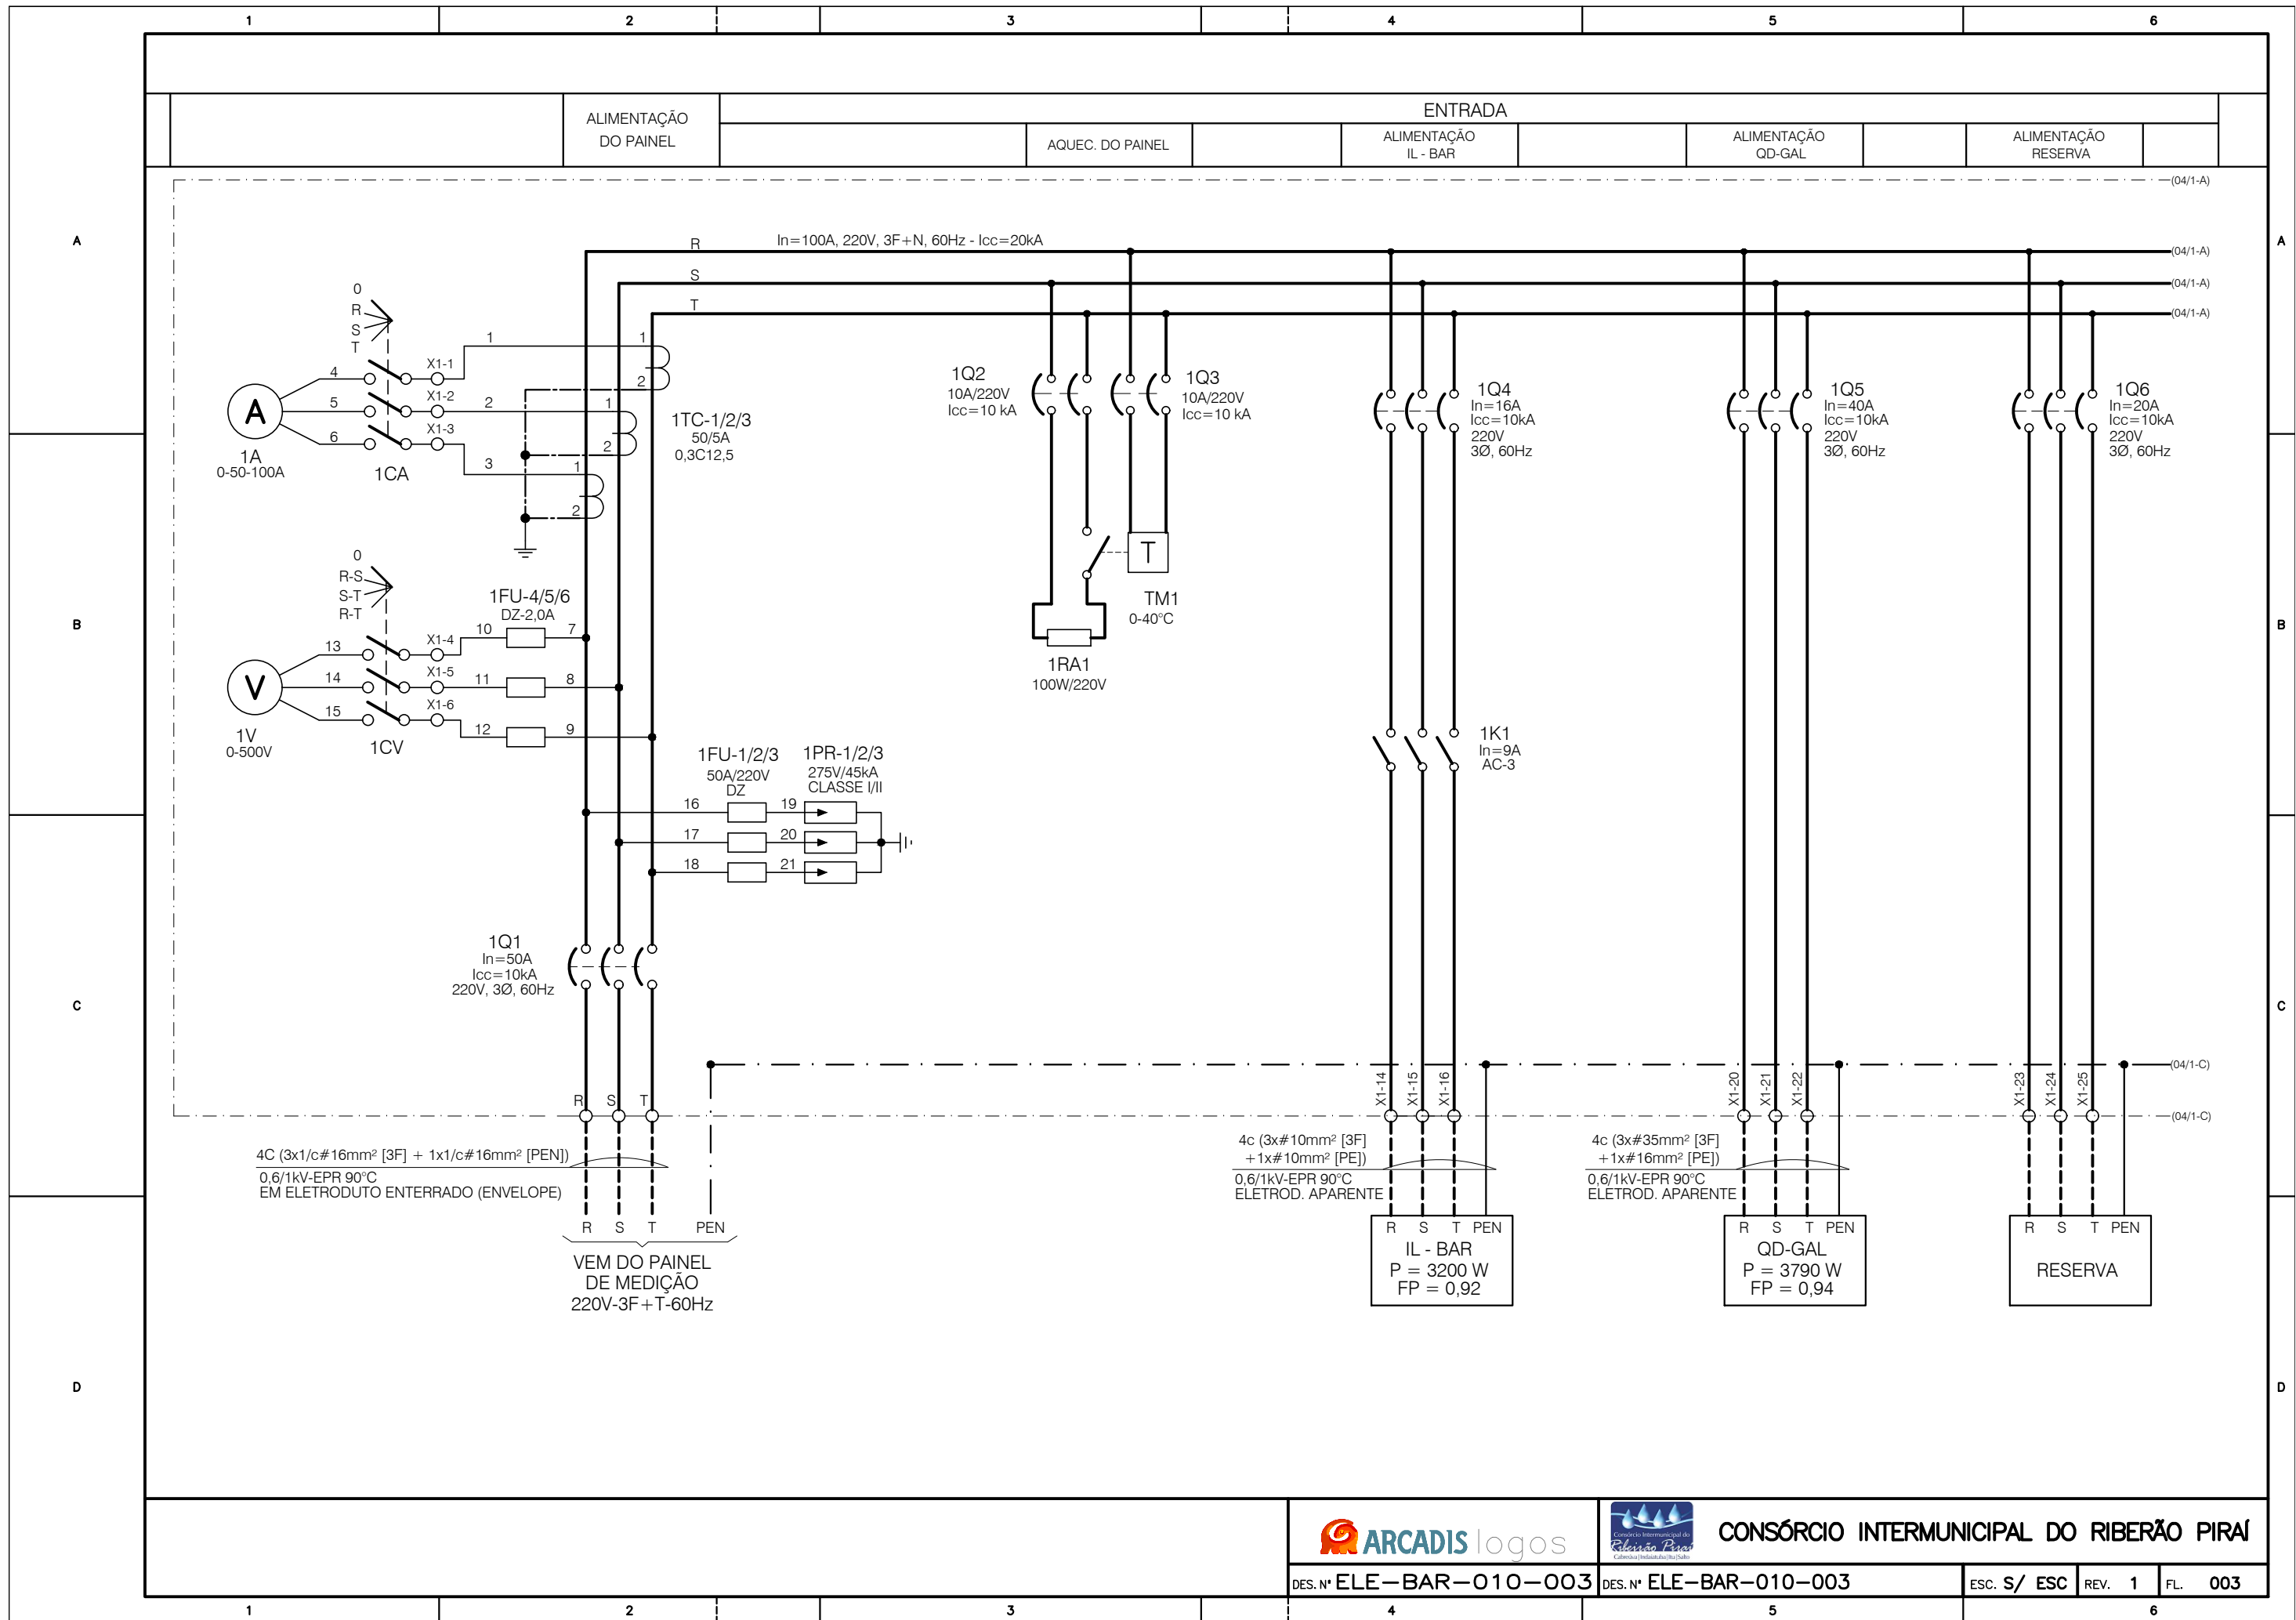 1 2 3 4 5 6
ENTRADA
ALIMENTAÇÃO
DO PAINEL
AQUEC. DO PAINEL
ALIMENTAÇÃO
IL - BAR
ALIMENTAÇÃO
QD-GAL
ALIMENTAÇÃO
RESERVA
(04/1-A)
A
A
R
In=100A, 220V, 3F+N, 60Hz - Icc=20kA
(04/1-A)
S
(04/1-A)
T
(04/1-A)
0
R
S
T
1
1
2
4
X1-1
5
X1-2
2
1
2
6
X1-3
3
1
2
A
1A
0-50-100A
1CA
1TC-1/2/3
50/5A
0,3C12,5
1Q2
10A/220V
Icc=10 kA
1Q3
10A/220V
Icc=10 kA
1Q4
In=16A
Icc=10kA
220V
3Ø, 60Hz
1Q5
In=40A
Icc=10kA
220V
3Ø, 60Hz
1Q6
In=20A
Icc=10kA
220V
3Ø, 60Hz
0
R-S
S-T
R-T
1FU-4/5/6
DZ-2,0A
T
TM1
0-40°C
B
B
13
X1-4
10
7
14
X1-5
11
8
15
X1-6
12
9
V
1V
0-500V
1CV
1RA1
100W/220V
1K1
In=9A
AC-3
1FU-1/2/3
50A/220V
DZ
1PR-1/2/3
275V/45kA
CLASSE I/II
16
19
17
20
18
21
1Q1
In=50A
Icc=10kA
220V, 3Ø, 60Hz
C
C
(04/1-C)
R
S
T
X1-14
X1-15
X1-16
X1-20
X1-21
X1-22
X1-23
X1-24
X1-25
(04/1-C)
4C (3x1/c#16mm² [3F] + 1x1/c#16mm² [PEN])
0,6/1kV-EPR 90°C
EM ELETRODUTO ENTERRADO (ENVELOPE)
4c (3x#10mm² [3F]
+1x#10mm² [PE])
0,6/1kV-EPR 90°C
ELETROD. APARENTE
4c (3x#35mm² [3F]
+1x#16mm² [PE])
0,6/1kV-EPR 90°C
ELETROD. APARENTE
R S T PEN
VEM DO PAINEL
DE MEDIÇÃO
220V-3F+T-60Hz
R S T PEN
IL - BAR
P = 3200 W
FP = 0,92
R S T PEN
QD-GAL
P = 3790 W
FP = 0,94
R S T PEN
RESERVA
D
D
ARCADIS logos
Consórcio Intermunicipal do
Ribeirão Piraí
Cabreúva|Indaiatuba|Itu|Salto
CONSÓRCIO INTERMUNICIPAL DO RIBERÃO PIRAÍ
DES. Nº ELE-BAR-010-003
DES. Nº ELE-BAR-010-003
ESC. S/ ESC
REV. 1
FL. 003
1 2 3 4 5 6